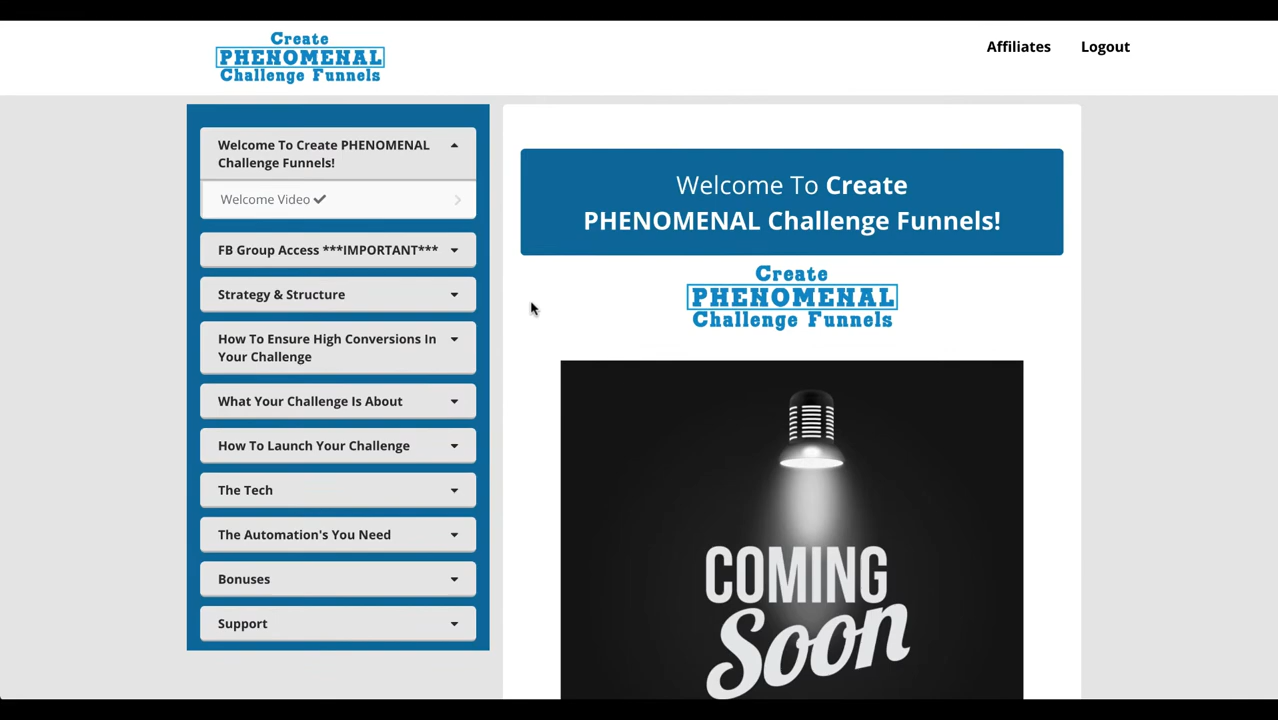 Create
PHENOMENAL
Challenge Funnels
Affiliates
Logout
Welcome To Create PHENOMENAL
Challenge Funnels!
Welcome Video
FB Group Access ***IMPORTANT***
Strategy & Structure
How To Ensure High Conversions In
Your Challenge
What Your Challenge Is About
How To Launch Your Challenge
The Tech
The Automation's You Need
Bonuses
Support
Welcome To Create
PHENOMENAL Challenge Funnels!
Create
PHENOMENAL
Challenge Funnels
COMING
Soon